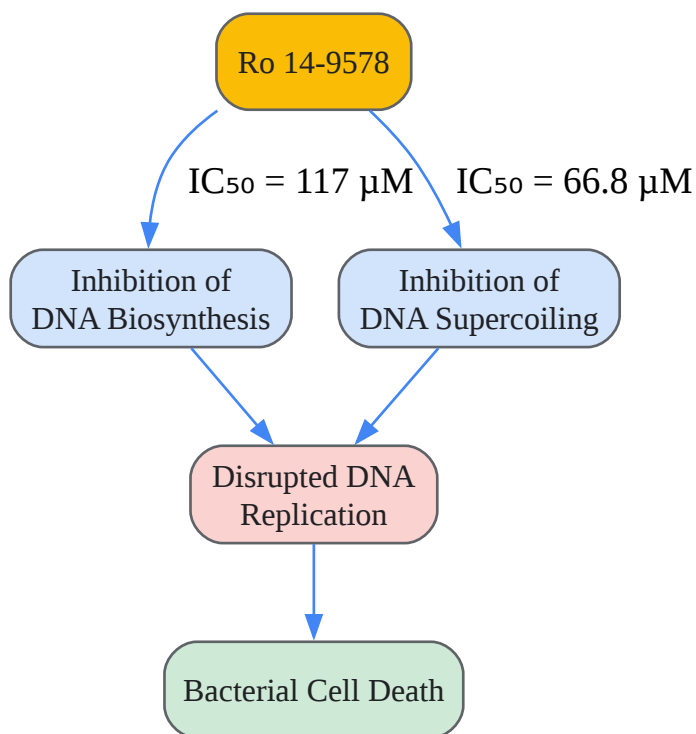 Ro 14-9578
IC₅₀ = 117 µM
IC₅₀ = 66.8 µM
Inhibition of
DNA Biosynthesis
Inhibition of
DNA Supercoiling
Disrupted DNA
Replication
Bacterial Cell Death